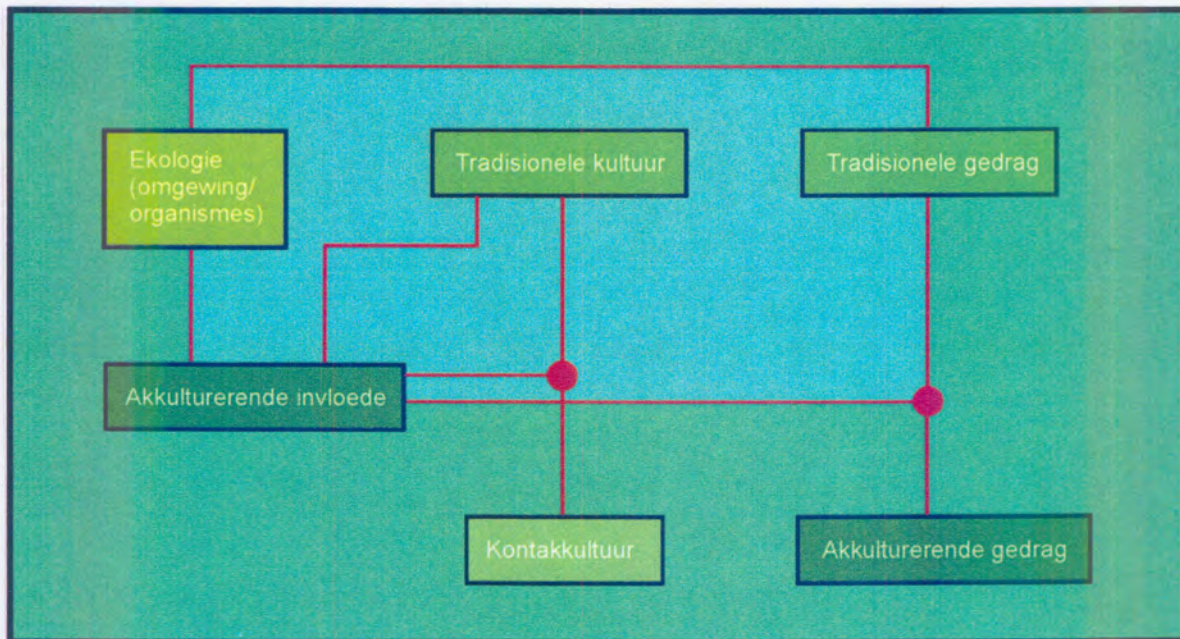 Ekologie
(omgewing/
organismes)
Tradisionele kultuur
Tradisionele gedrag
Akkulturerende invloede
Kontakkultuur
Akkulturerende gedrag